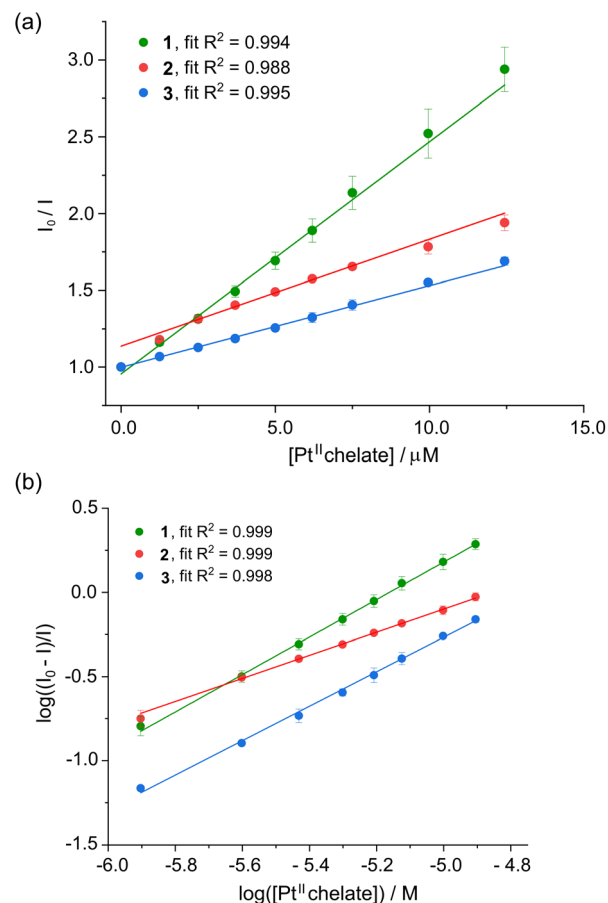 (a)
1, fit R² = 0.994
2, fit R² = 0.988
3, fit R² = 0.995
3.0
2.5
2.0
1.5
1.0
I₀ / I
0.0 5.0 10.0 15.0
[Ptᴵᴵ chelate] / μM
(b)
1, fit R² = 0.999
2, fit R² = 0.999
3, fit R² = 0.998
0.5
0.0
-0.5
-1.0
-1.5
log((I₀ - I)/I)
-6.0 -5.8 -5.6 -5.4 -5.2 -5.0 -4.8
log([Ptᴵᴵ chelate]) / M